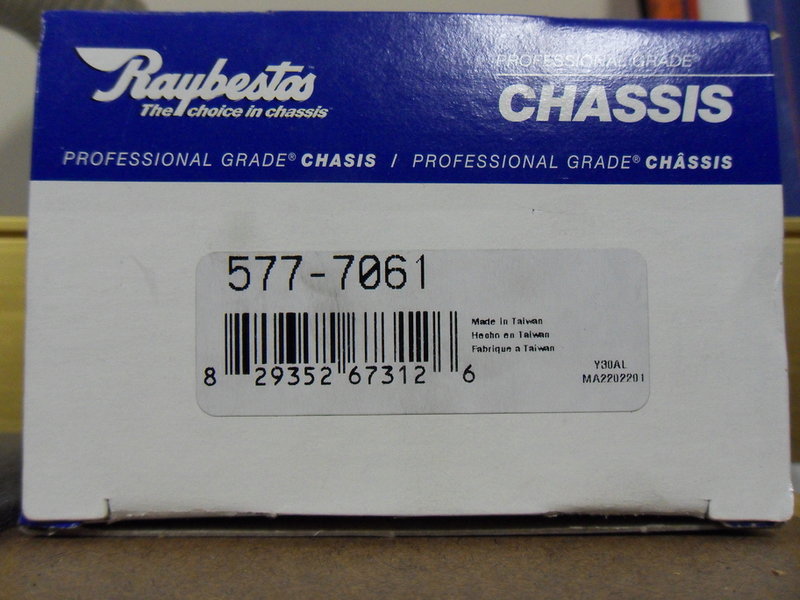 Raybestos
The choice in chassis™
PROFESSIONAL GRADE®
CHASSIS
PROFESSIONAL GRADE® CHASIS / PROFESSIONAL GRADE® CHÂSSIS
577-7061
Made in Taiwan
Hecho en Taiwan
Fabrique a Taiwan
8 29352 67312 6
Y30AL
MA2202201